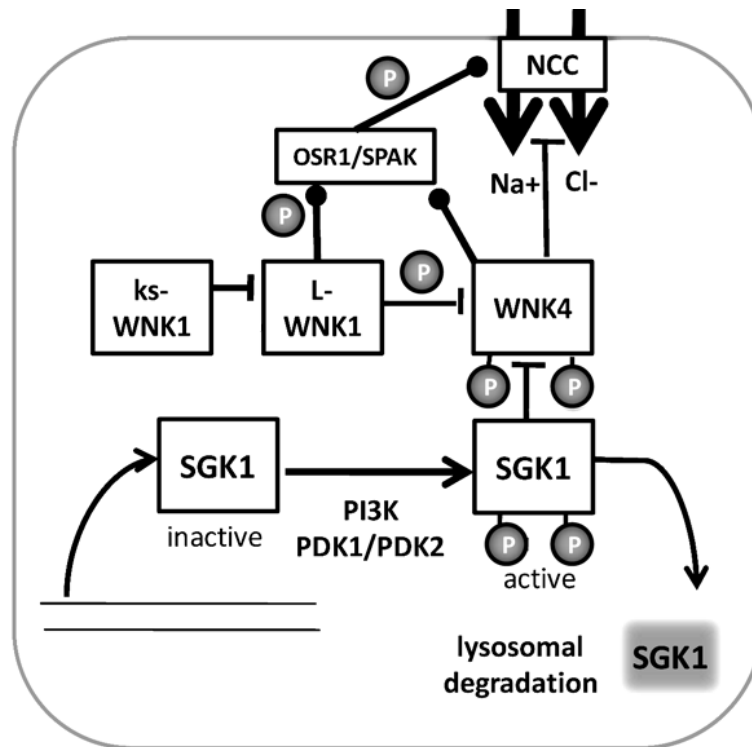 NCC
P
OSR1/SPAK
Na+ Cl-
P
P
ks-
WNK1
L-
WNK1
WNK4
P P
SGK1
inactive
PI3K
PDK1/PDK2
SGK1
P P
active
lysosomal
degradation
SGK1